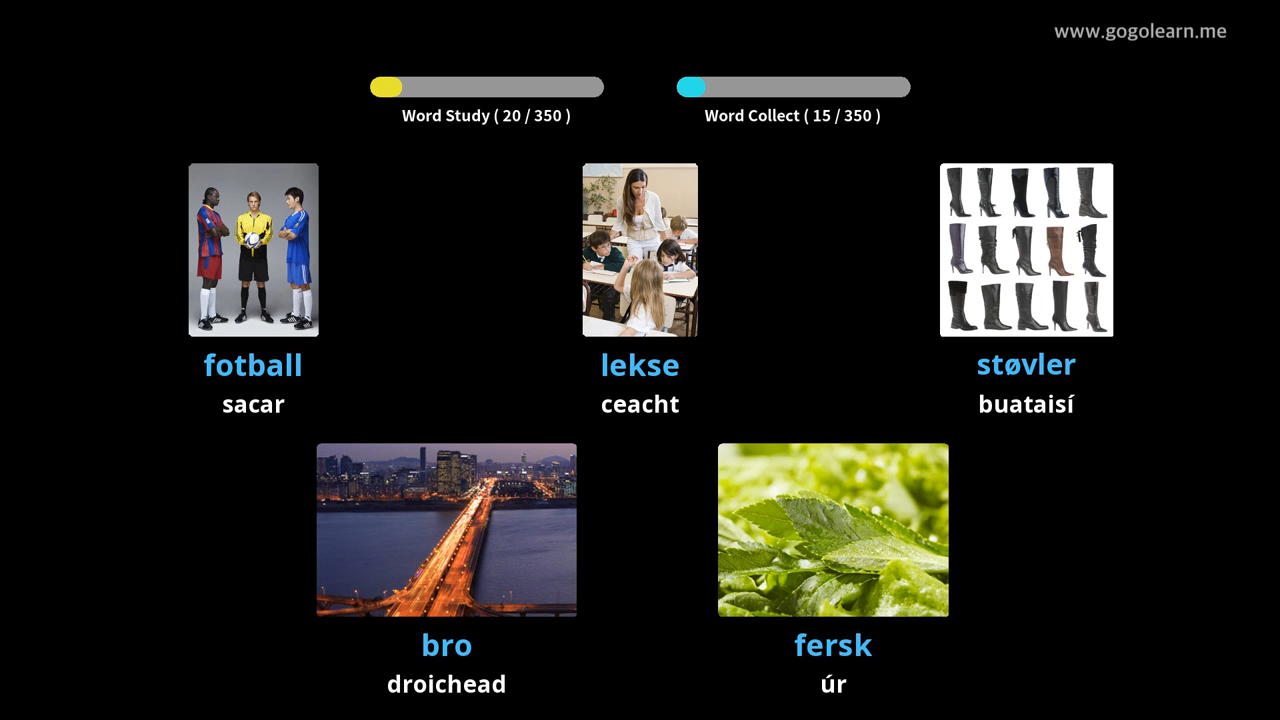 www.gogolearn.me
Word Study ( 20 / 350 )
Word Collect ( 15 / 350 )
fotball
sacar
lekse
ceacht
støvler
buataisí
bro
droichead
fersk
úr